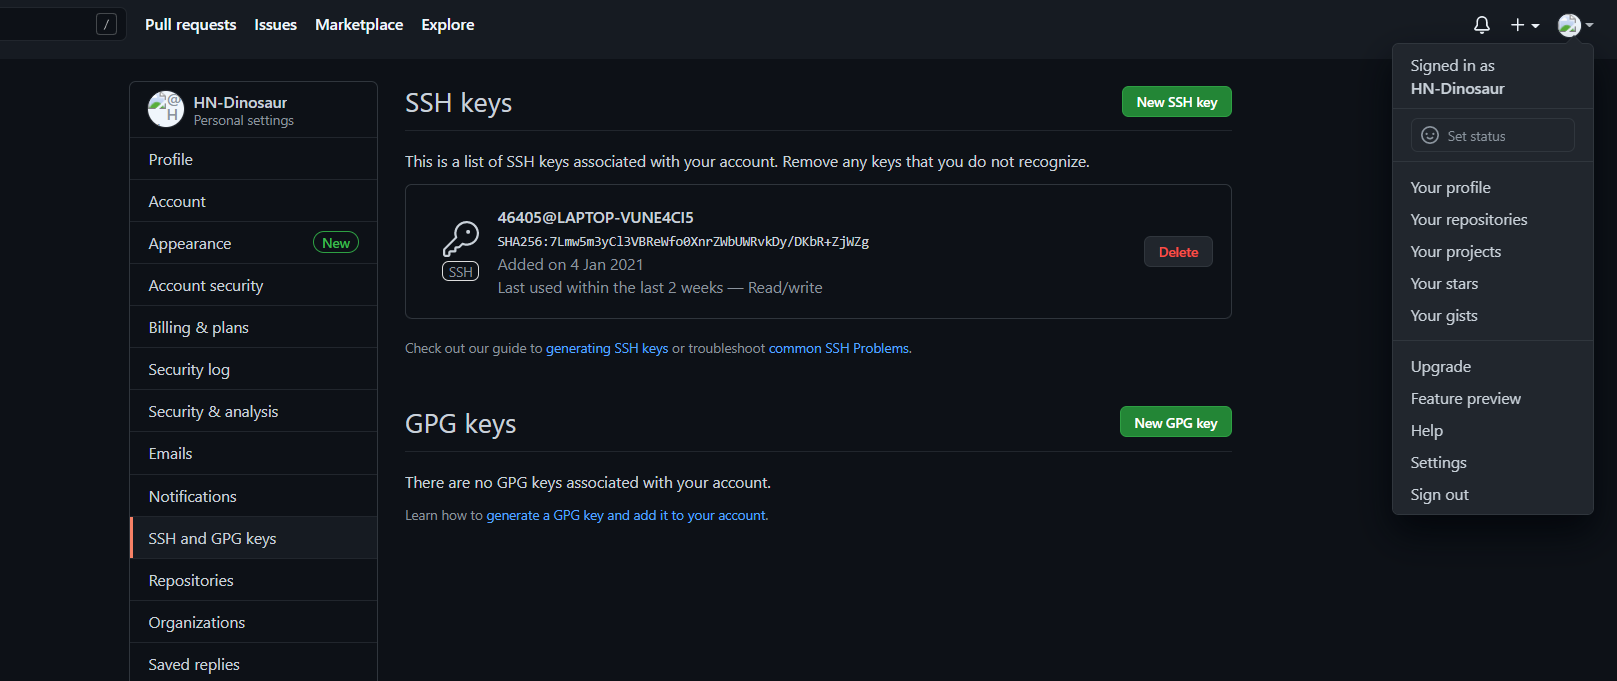 / Pull requests Issues Marketplace Explore
HN-Dinosaur
Personal settings
Profile
Account
Appearance New
Account security
Billing & plans
Security log
Security & analysis
Emails
Notifications
SSH and GPG keys
Repositories
Organizations
Saved replies
SSH keys
New SSH key
This is a list of SSH keys associated with your account. Remove any keys that you do not recognize.
46405@LAPTOP-VUNE4CI5
SHA256:7Lmw5m3yCl3VBReWfo0XnrZWbUWRvkDy/DKbR+ZjWZg
Added on 4 Jan 2021
Last used within the last 2 weeks — Read/write
SSH
Delete
Check out our guide to generating SSH keys or troubleshoot common SSH Problems.
GPG keys
New GPG key
There are no GPG keys associated with your account.
Learn how to generate a GPG key and add it to your account.
Signed in as
HN-Dinosaur
Set status
Your profile
Your repositories
Your projects
Your stars
Your gists
Upgrade
Feature preview
Help
Settings
Sign out